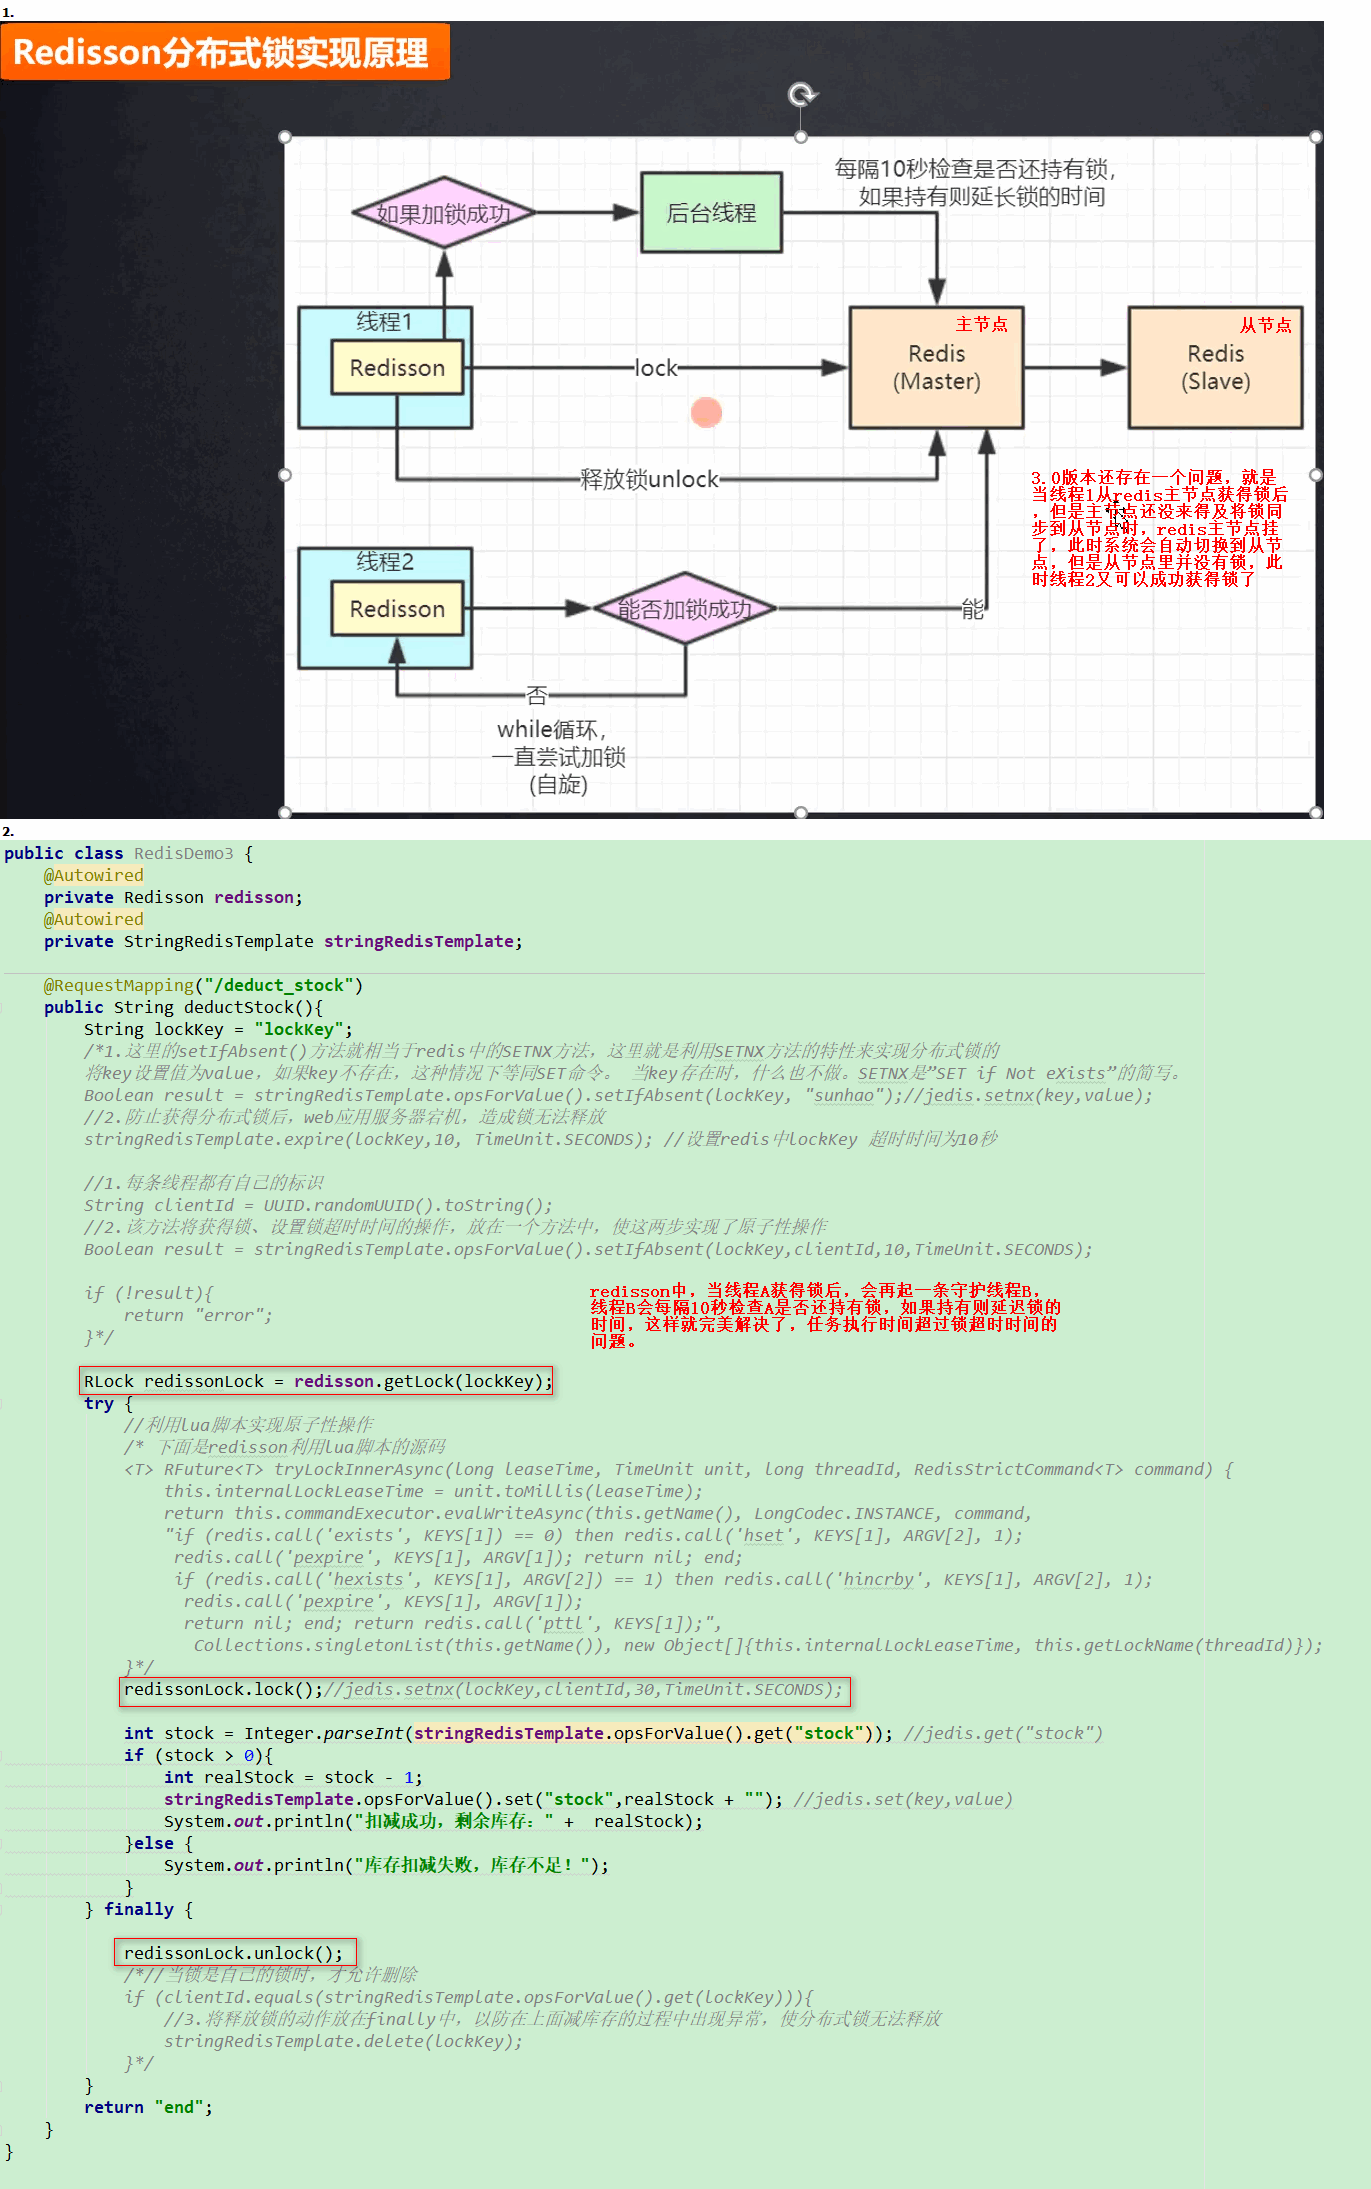 1.
Redisson分布式锁实现原理
每隔10秒检查是否还持有锁，
如果持有则延长锁的时间
如果加锁成功
后台线程
线程1
Redisson
lock
主节点
Redis
(Master)
从节点
Redis
(Slave)
释放锁unlock
3.0版本还存在一个问题，就是
当线程1从redis主节点获得锁后
，但是主节点还没来得及将锁同
步到从节点时，redis主节点挂
了，此时系统会自动切换到从节
点，但是从节点里并没有锁，此
时线程2又可以成功获得锁了
线程2
Redisson
能否加锁成功
能
否
while循环，
一直尝试加锁
(自旋)
2.
public class RedisDemo3 {
@Autowired
private Redisson redisson;
@Autowired
private StringRedisTemplate stringRedisTemplate;
@RequestMapping("/deduct_stock")
public String deductStock(){
String lockKey = "lockKey";
/*1.这里的setIfAbsent()方法就相当于redis中的SETNX方法，这里就是利用SETNX方法的特性来实现分布式锁的
将key设置值为value，如果key不存在，这种情况下等同SET命令。 当key存在时，什么也不做。SETNX是”SET if Not eXists”的简写。
Boolean result = stringRedisTemplate.opsForValue().setIfAbsent(lockKey, "sunhao");//jedis.setnx(key,value);
//2.防止获得分布式锁后，web应用服务器宕机，造成锁无法释放
stringRedisTemplate.expire(lockKey,10, TimeUnit.SECONDS); //设置redis中lockKey 超时时间为10秒
//1.每条线程都有自己的标识
String clientId = UUID.randomUUID().toString();
//2.该方法将获得锁、设置锁超时时间的操作，放在一个方法中，使这两步实现了原子性操作
Boolean result = stringRedisTemplate.opsForValue().setIfAbsent(lockKey,clientId,10,TimeUnit.SECONDS);
if (!result){
return "error";
}*/
redisson中，当线程A获得锁后，会再起一条守护线程B，
线程B会每隔10秒检查A是否还持有锁，如果持有则延迟锁的
时间，这样就完美解决了，任务执行时间超过锁超时时间的
问题。
RLock redissonLock = redisson.getLock(lockKey);
try {
//利用lua脚本实现原子性操作
/* 下面是redisson利用lua脚本的源码
<T> RFuture<T> tryLockInnerAsync(long leaseTime, TimeUnit unit, long threadId, RedisStrictCommand<T> command) {
this.internalLockLeaseTime = unit.toMillis(leaseTime);
return this.commandExecutor.evalWriteAsync(this.getName(), LongCodec.INSTANCE, command,
"if (redis.call('exists', KEYS[1]) == 0) then redis.call('hset', KEYS[1], ARGV[2], 1);
redis.call('pexpire', KEYS[1], ARGV[1]); return nil; end;
if (redis.call('hexists', KEYS[1], ARGV[2]) == 1) then redis.call('hincrby', KEYS[1], ARGV[2], 1);
redis.call('pexpire', KEYS[1], ARGV[1]);
return nil; end; return redis.call('pttl', KEYS[1]);",
Collections.singletonList(this.getName()), new Object[]{this.internalLockLeaseTime, this.getLockName(threadId)});
}*/
redissonLock.lock();//jedis.setnx(lockKey,clientId,30,TimeUnit.SECONDS);
int stock = Integer.parseInt(stringRedisTemplate.opsForValue().get("stock")); //jedis.get("stock")
if (stock > 0){
int realStock = stock - 1;
stringRedisTemplate.opsForValue().set("stock",realStock + ""); //jedis.set(key,value)
System.out.println("扣减成功，剩余库存：" + realStock);
}else {
System.out.println("库存扣减失败，库存不足！");
}
} finally {
redissonLock.unlock();
/*//当锁是自己的锁时，才允许删除
if (clientId.equals(stringRedisTemplate.opsForValue().get(lockKey))){
//3.将释放锁的动作放在finally中，以防在上面减库存的过程中出现异常，使分布式锁无法释放
stringRedisTemplate.delete(lockKey);
}*/
}
return "end";
}
}